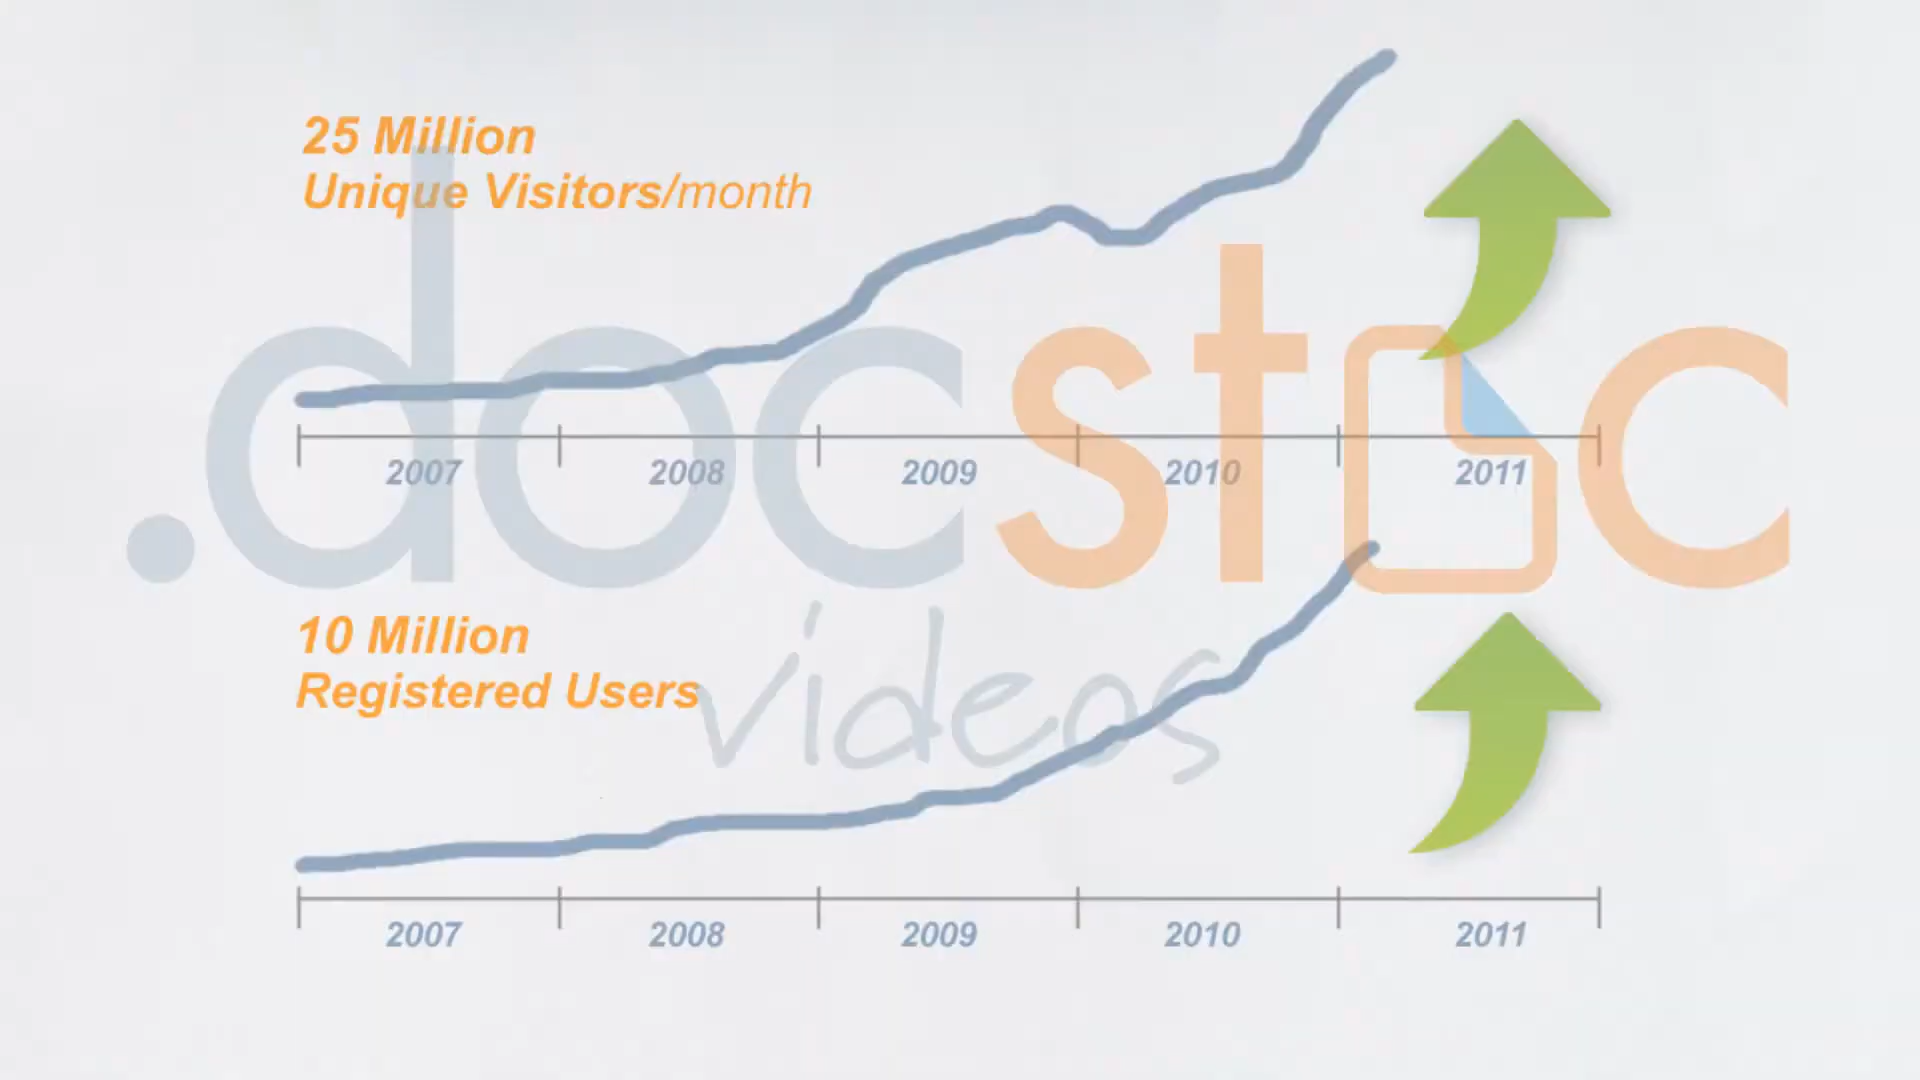 25 Million
Unique Visitors/month
2007 2008 2009 2010 2011
.docstoc
videos
10 Million
Registered Users
2007 2008 2009 2010 2011